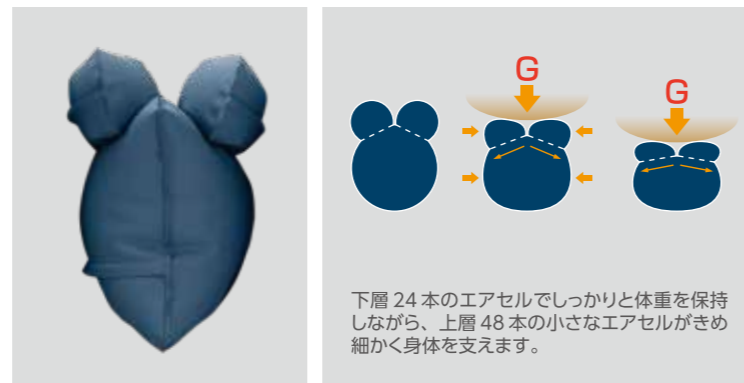 G
G
下層 24 本のエアセルでしっかりと体重を保持
しながら、上層 48 本の小さなエアセルがきめ
細かく身体を支えます。